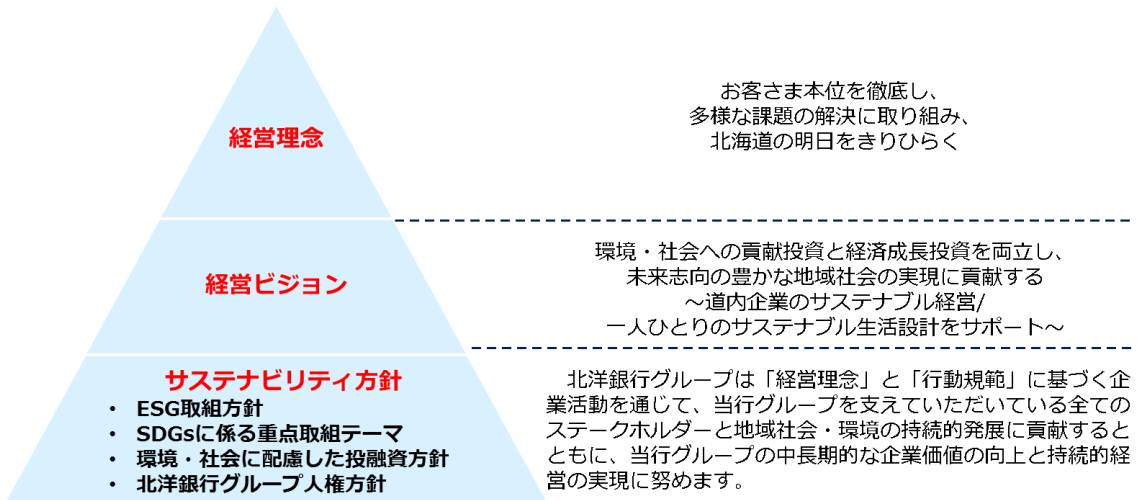 経営理念
お客さま本位を徹底し、
多様な課題の解決に取り組み、
北海道の明日をきりひらく
経営ビジョン
環境・社会への貢献投資と経済成長投資を両立し、
未来志向の豊かな地域社会の実現に貢献する
～道内企業のサステナブル経営/
一人ひとりのサステナブル生活設計をサポート～
サステナビリティ方針
• ESG取組方針
• SDGsに係る重点取組テーマ
• 環境・社会に配慮した投融資方針
• 北洋銀行グループ人権方針
北洋銀行グループは「経営理念」と「行動規範」に基づく企
業活動を通じて、当行グループを支えていただいている全ての
ステークホルダーと地域社会・環境の持続的発展に貢献すると
ともに、当行グループの中長期的な企業価値の向上と持続的経
営の実現に努めます。